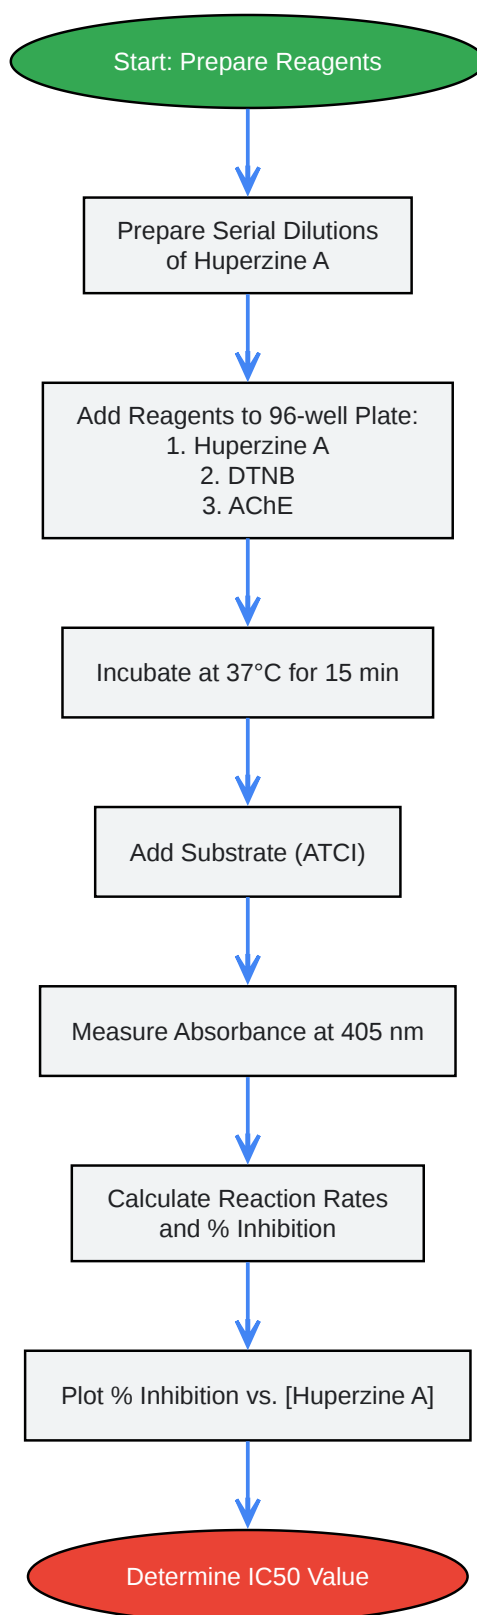 Start: Prepare Reagents
Prepare Serial Dilutions
of Huperzine A
Add Reagents to 96-well Plate:
1. Huperzine A
2. DTNB
3. AChE
Incubate at 37°C for 15 min
Add Substrate (ATCI)
Measure Absorbance at 405 nm
Calculate Reaction Rates
and % Inhibition
Plot % Inhibition vs. [Huperzine A]
Determine IC50 Value